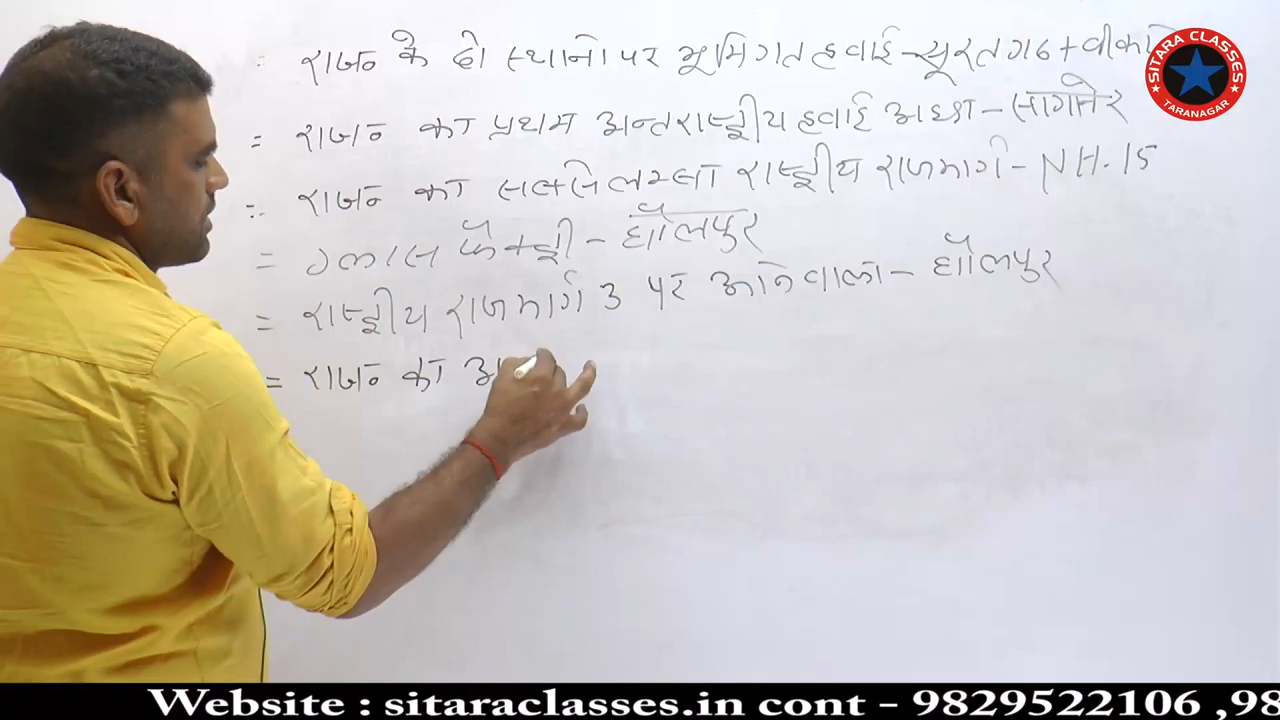 राज॰ के दो स्थानो पर भूमिगत हवाई - सूरतगढ + बीका
= राज॰ का प्रथम अन्तराष्ट्रीय हवाई अड्डा - सांगानेर
= राज॰ का सबसे लम्बा राष्ट्रीय राजमार्ग - NH. 15
= ग्लास फैक्ट्री - धौलपुर
= राष्ट्रीय राजमार्ग 3 पर आने वाला - धौलपुर
= राज॰ का
SITARA CLASSES
TARANAGAR
Website : sitaraclasses.in cont - 9829522106 ,98